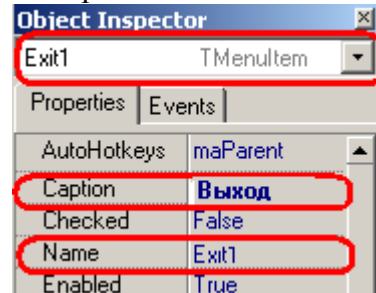 Object Inspector
Exit1 TMenuItem
Properties Events
AutoHotkeys maParent
Caption Выход
Checked False
Name Exit1
Enabled True